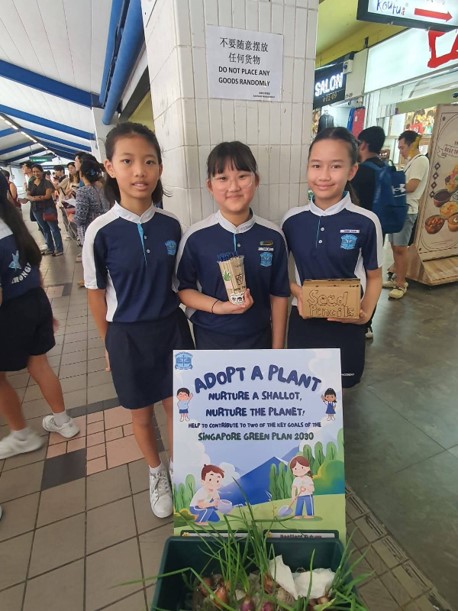 不要随意摆放
任何货物
DO NOT PLACE ANY
GOODS RANDOMLY
SALON
Seed
Pencils
ADOPT A PLANT
NURTURE A SHALLOT,
NURTURE THE PLANET!
HELP TO CONTRIBUTE TO TWO OF THE KEY GOALS OF THE
SINGAPORE GREEN PLAN 2030